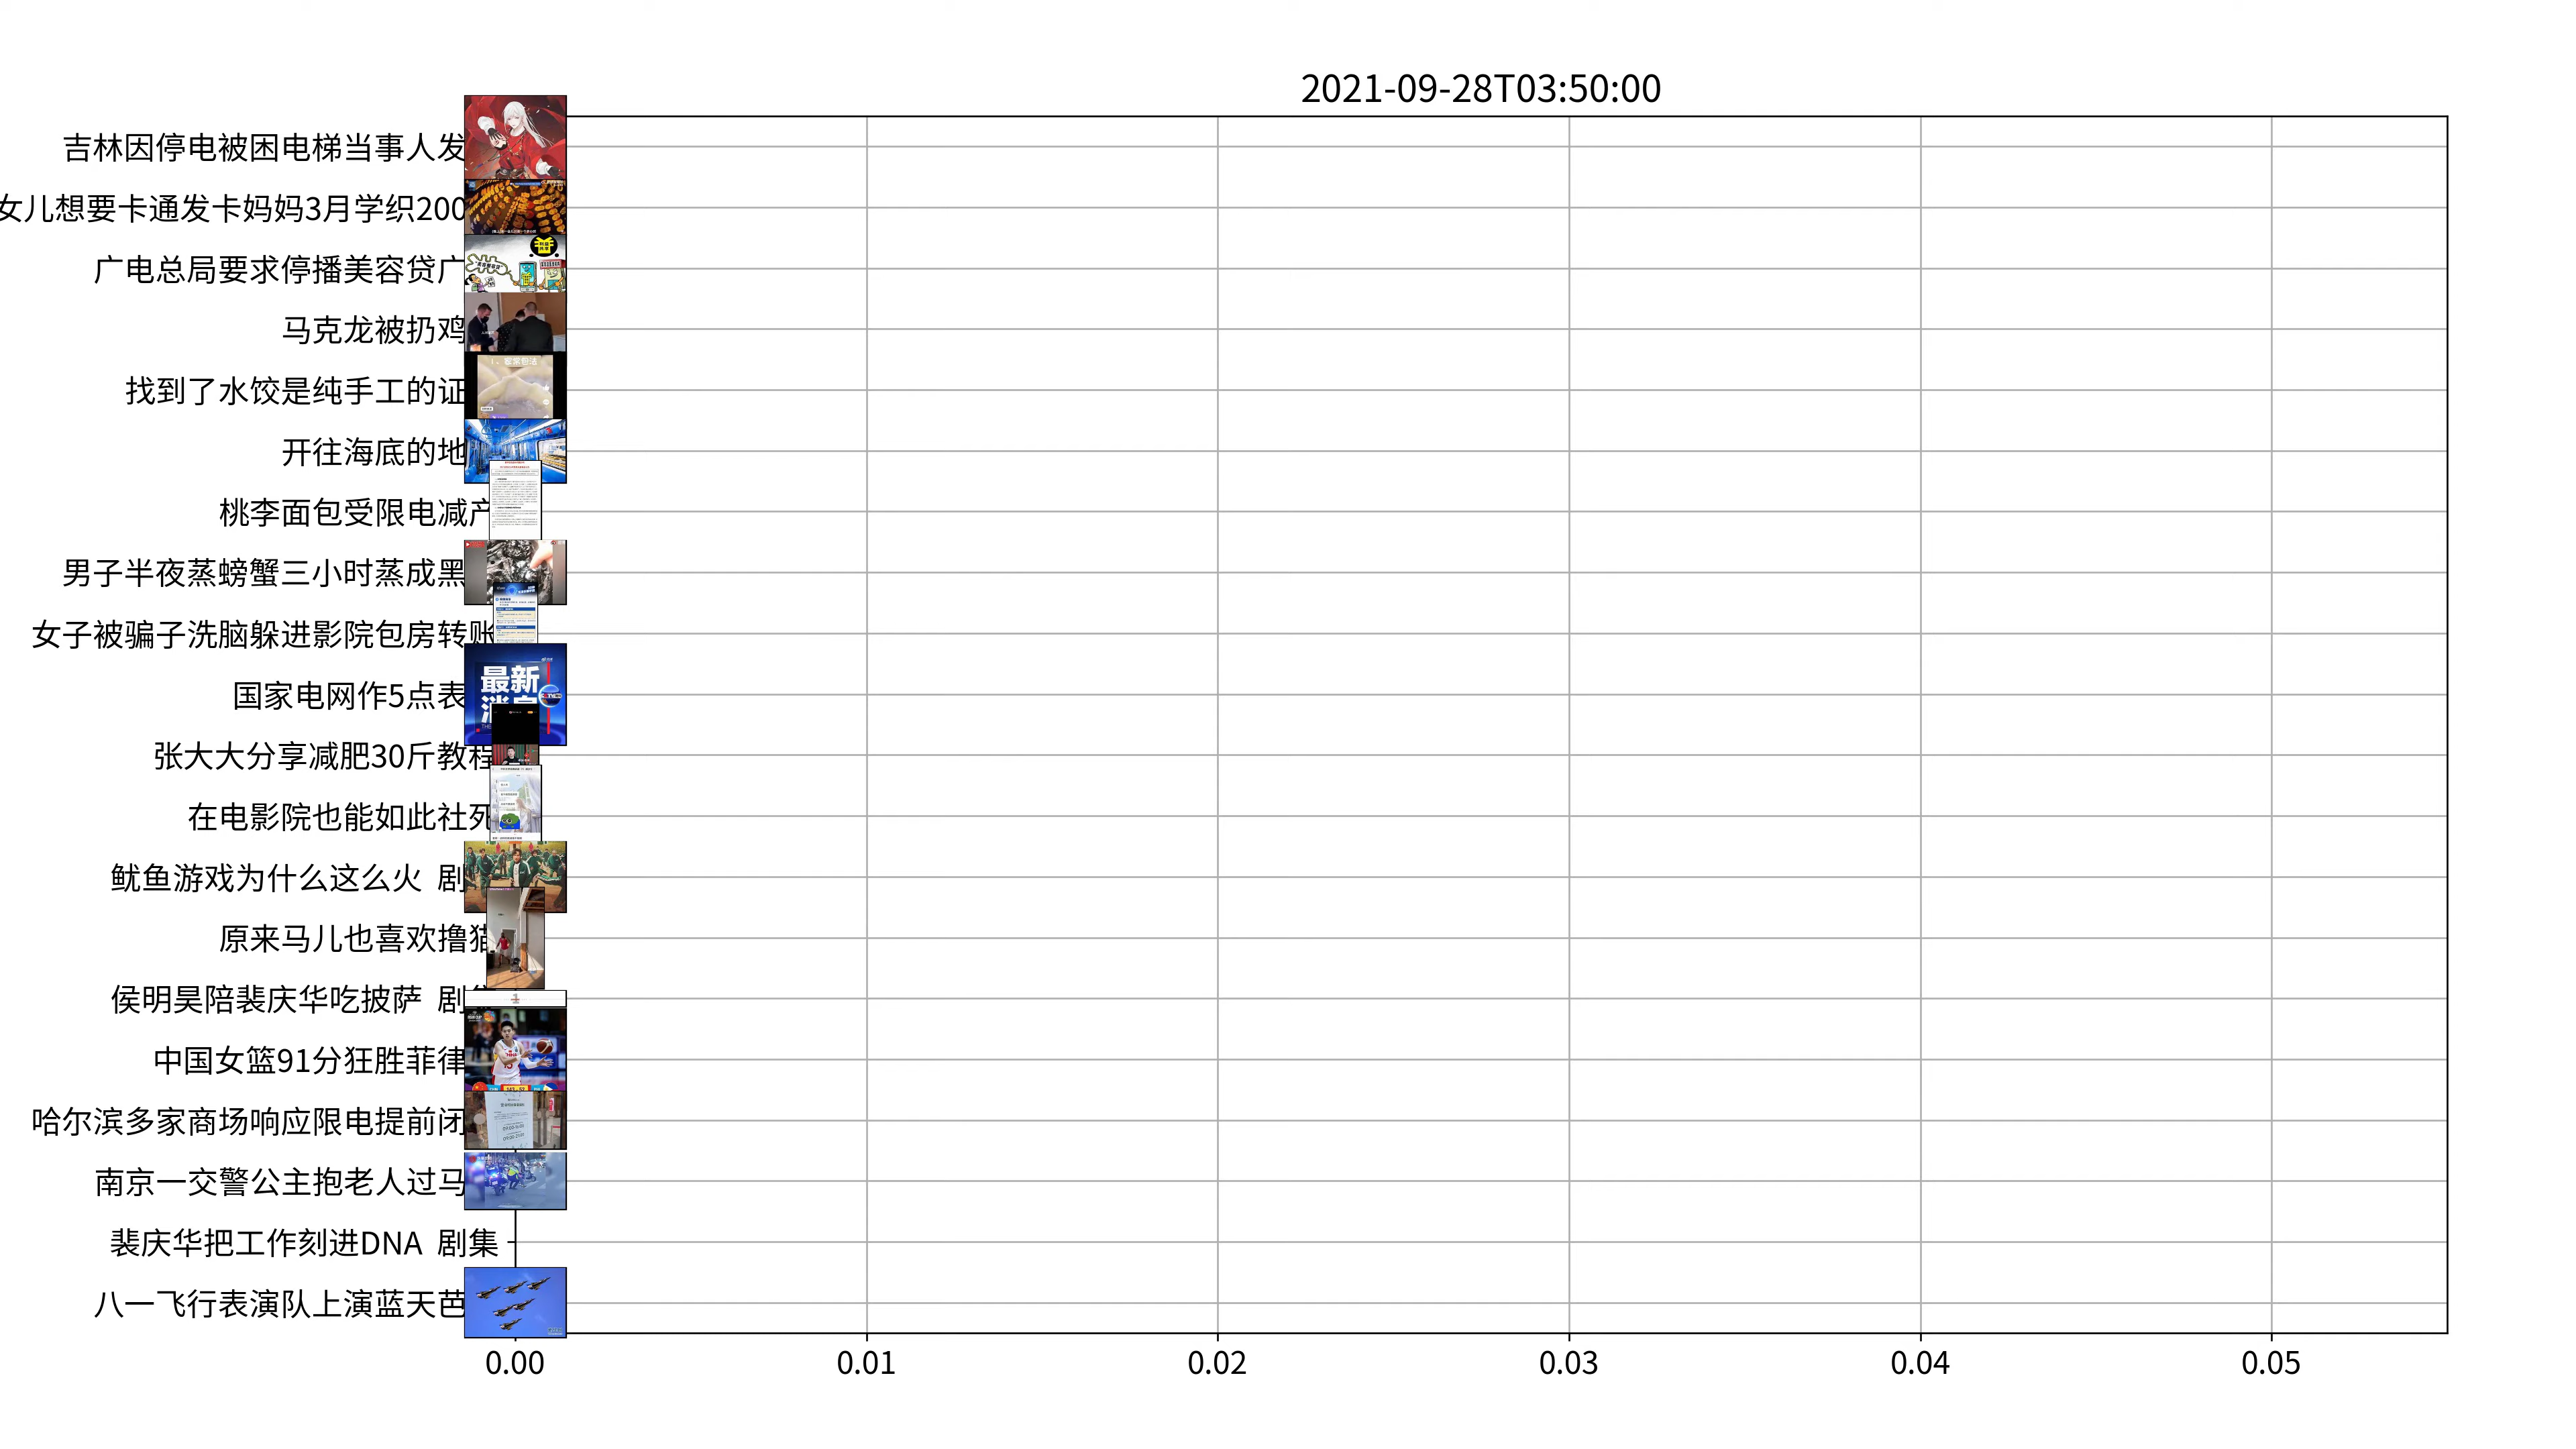 2021-09-28T03:50:00
吉林因停电被困电梯当事人发
女儿想要卡通发卡妈妈3月学织200
广电总局要求停播美容贷广
马克龙被扔鸡
找到了水饺是纯手工的证
开往海底的地
桃李面包受限电减产
男子半夜蒸螃蟹三小时蒸成黑
女子被骗子洗脑躲进影院包房转账
国家电网作5点表
最新
张大大分享减肥30斤教程
在电影院也能如此社死
鱿鱼游戏为什么这么火 剧
原来马儿也喜欢撸猫
侯明昊陪裴庆华吃披萨 剧集
中国女篮91分狂胜菲律
哈尔滨多家商场响应限电提前闭
南京一交警公主抱老人过马
裴庆华把工作刻进DNA 剧集
八一飞行表演队上演蓝天芭
0.00 0.01 0.02 0.03 0.04 0.05